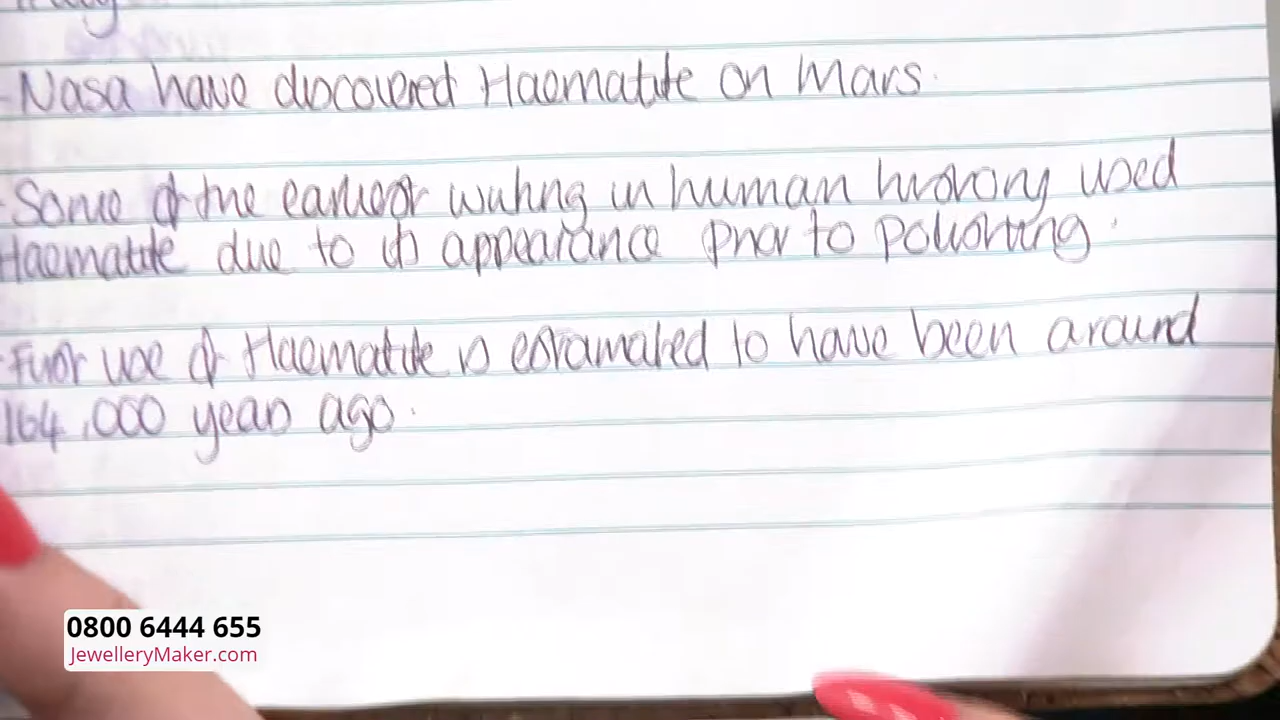 - Nasa have discovered Haematite on Mars.
- Some of the earliest writing in human history used
Haematite due to its appearance prior to polishing.
- First use of Haematite is estamated to have been around
164,000 years ago.
0800 6444 655
JewelleryMaker.com